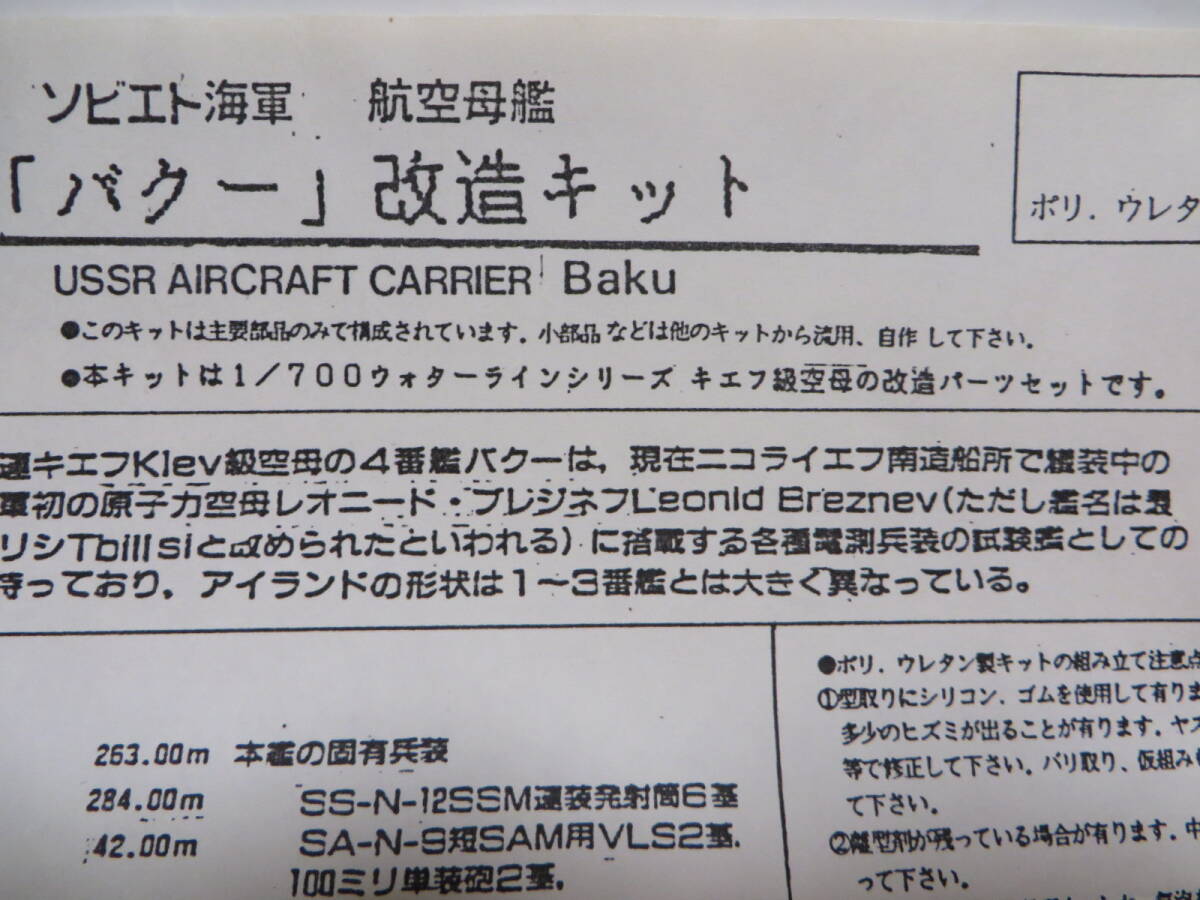 ソビエト海軍 航空母艦
「バクー」改造キット
ポリ．ウレタ
USSR AIRCRAFT CARRIER Baku
●このキットは主要部品のみで構成されています．小部品などは他のキットから流用、自作して下さい．
●本キットは1／700ウォターラインシリーズ キエフ級空母の改造パーツセットです。
連キエフKiev級空母の4番艦バクーは，現在ニコライエフ南造船所で艤装中の
軍初の原子力空母レオニード・ブレジネフLeonid Breznev(ただし艦名は最
リシTbilisiと改められたといわれる)に搭載する各種電測兵装の試験艦としての
持っており，アイランドの形状は1～3番艦とは大きく異なっている。
263.00m 本艦の固有兵装
284.00m SS-N-12SSM連装発射筒6基
42.00m SA-N-9短SAM用VLS2基．
100ミリ単装砲2基．
●ポリ．ウレタン製キットの組み立て注意点
①型取りにシリコン、ゴムを使用して有りま
多少のヒズミが出ることが有ります．ヤス
等で修正して下さい．バリ取り、仮組み
て下さい．
②離型剤が残っている場合が有ります．中
って下さい．